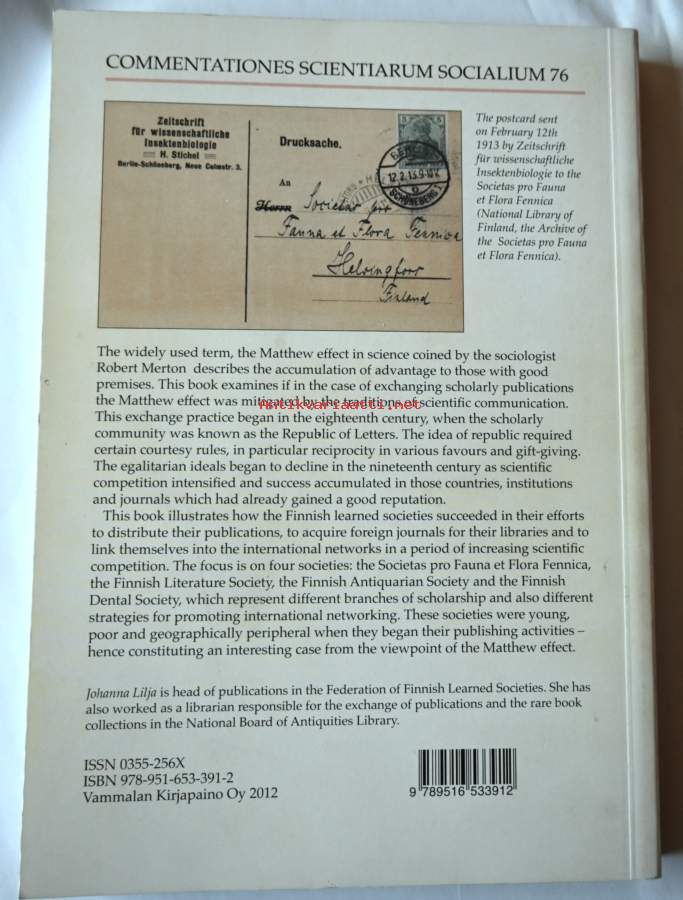 COMMENTATIONES SCIENTIARUM SOCIALIUM 76
Zeitschrift
für wissenschaftliche
Insektenbiologie
H. Stichel
Berlin-Schöneberg, Neue Culmstr. 3.
Drucksache.
An
Herrn Societas pro
Fauna et Flora Fennica
Helsingfors
Finland
5 5
BERLIN
12.2.13.9-10V.
SCHÖNEBERG 1
The postcard sent
on February 12th
1913 by Zeitschrift
für wissenschaftliche
Insektenbiologie to the
Societas pro Fauna
et Flora Fennica
(National Library of
Finland, the Archive of
the Societas pro Fauna
et Flora Fennica).
The widely used term, the Matthew effect in science coined by the sociologist
Robert Merton describes the accumulation of advantage to those with good
premises. This book examines if in the case of exchanging scholarly publications
the Matthew effect was mitigated by the traditions of scientific communication.
antikvariaatti.net
This exchange practice began in the eighteenth century, when the scholarly
community was known as the Republic of Letters. The idea of republic required
certain courtesy rules, in particular reciprocity in various favours and gift-giving.
The egalitarian ideals began to decline in the nineteenth century as scientific
competition intensified and success accumulated in those countries, institutions
and journals which had already gained a good reputation.
This book illustrates how the Finnish learned societies succeeded in their efforts
to distribute their publications, to acquire foreign journals for their libraries and to
link themselves into the international networks in a period of increasing scientific
competition. The focus is on four societies: the Societas pro Fauna et Flora Fennica,
the Finnish Literature Society, the Finnish Antiquarian Society and the Finnish
Dental Society, which represent different branches of scholarship and also different
strategies for promoting international networking. These societies were young,
poor and geographically peripheral when they began their publishing activities –
hence constituting an interesting case from the viewpoint of the Matthew effect.
Johanna Lilja is head of publications in the Federation of Finnish Learned Societies. She has
also worked as a librarian responsible for the exchange of publications and the rare book
collections in the National Board of Antiquities Library.
ISSN 0355-256X
ISBN 978-951-653-391-2
Vammalan Kirjapaino Oy 2012
9 789516 533912